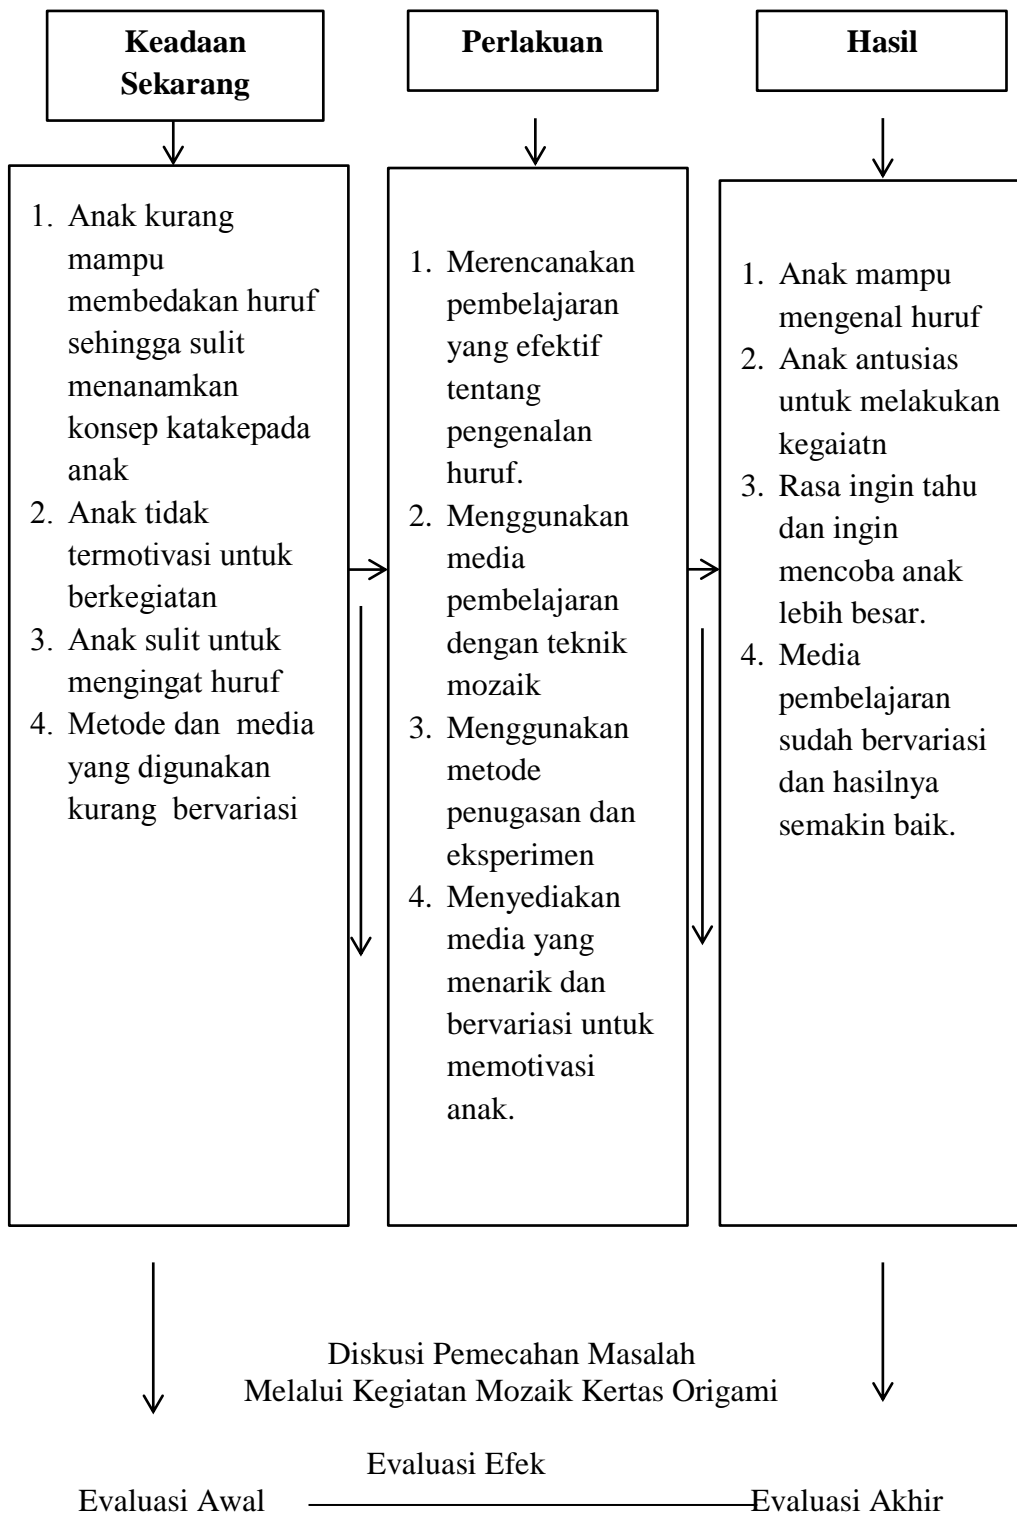 Keadaan
Sekarang
Perlakuan
Hasil
1. Anak kurang
mampu
membedakan huruf
sehingga sulit
menanamkan
konsep katakepada
anak
2. Anak tidak
termotivasi untuk
berkegiatan
3. Anak sulit untuk
mengingat huruf
4. Metode dan media
yang digunakan
kurang bervariasi
1. Merencanakan
pembelajaran
yang efektif
tentang
pengenalan
huruf.
2. Menggunakan
media
pembelajaran
dengan teknik
mozaik
3. Menggunakan
metode
penugasan dan
eksperimen
4. Menyediakan
media yang
menarik dan
bervariasi untuk
memotivasi
anak.
1. Anak mampu
mengenal huruf
2. Anak antusias
untuk melakukan
kegaiatn
3. Rasa ingin tahu
dan ingin
mencoba anak
lebih besar.
4. Media
pembelajaran
sudah bervariasi
dan hasilnya
semakin baik.
Diskusi Pemecahan Masalah
Melalui Kegiatan Mozaik Kertas Origami
Evaluasi Efek
Evaluasi Awal
Evaluasi Akhir